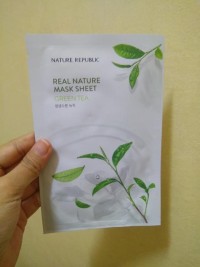 NATURE REPUBLIC
REAL NATURE
MASK SHEET
GREEN TEA